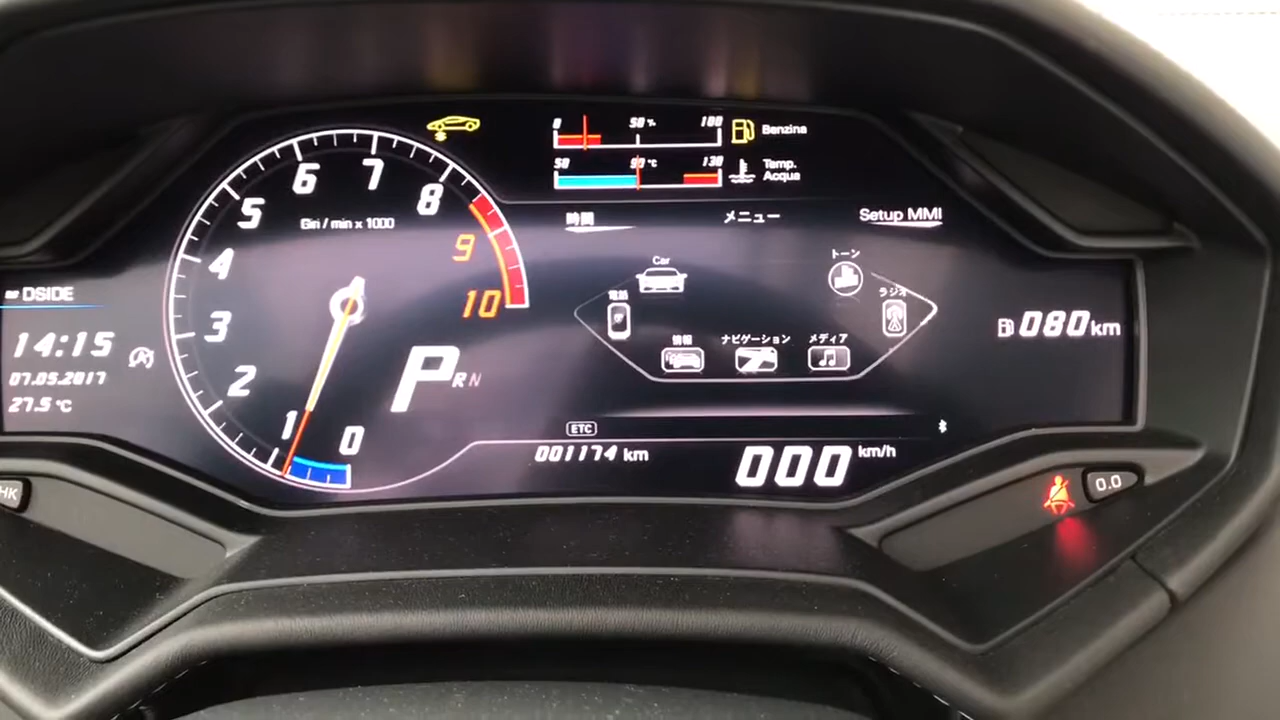 0 50 % 100
Benzina
50 90 °C 130
Temp.
Acqua
時間 メニュー Setup MMI
Giri / min x 1000
0 1 2 3 4 5 6 7 8 9 10
DSIDE
14:15
07.05.2017
27.5 °C
P R N
Car
トーン
電話
ラジオ
情報 ナビゲーション メディア
080 km
ETC
001174 km
000 km/h
HK
0.0